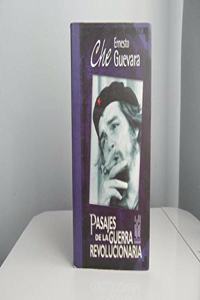 Che
Ernesto
Guevara
PASAJES
DE LA GUERRA
REVOLUCIONARIA